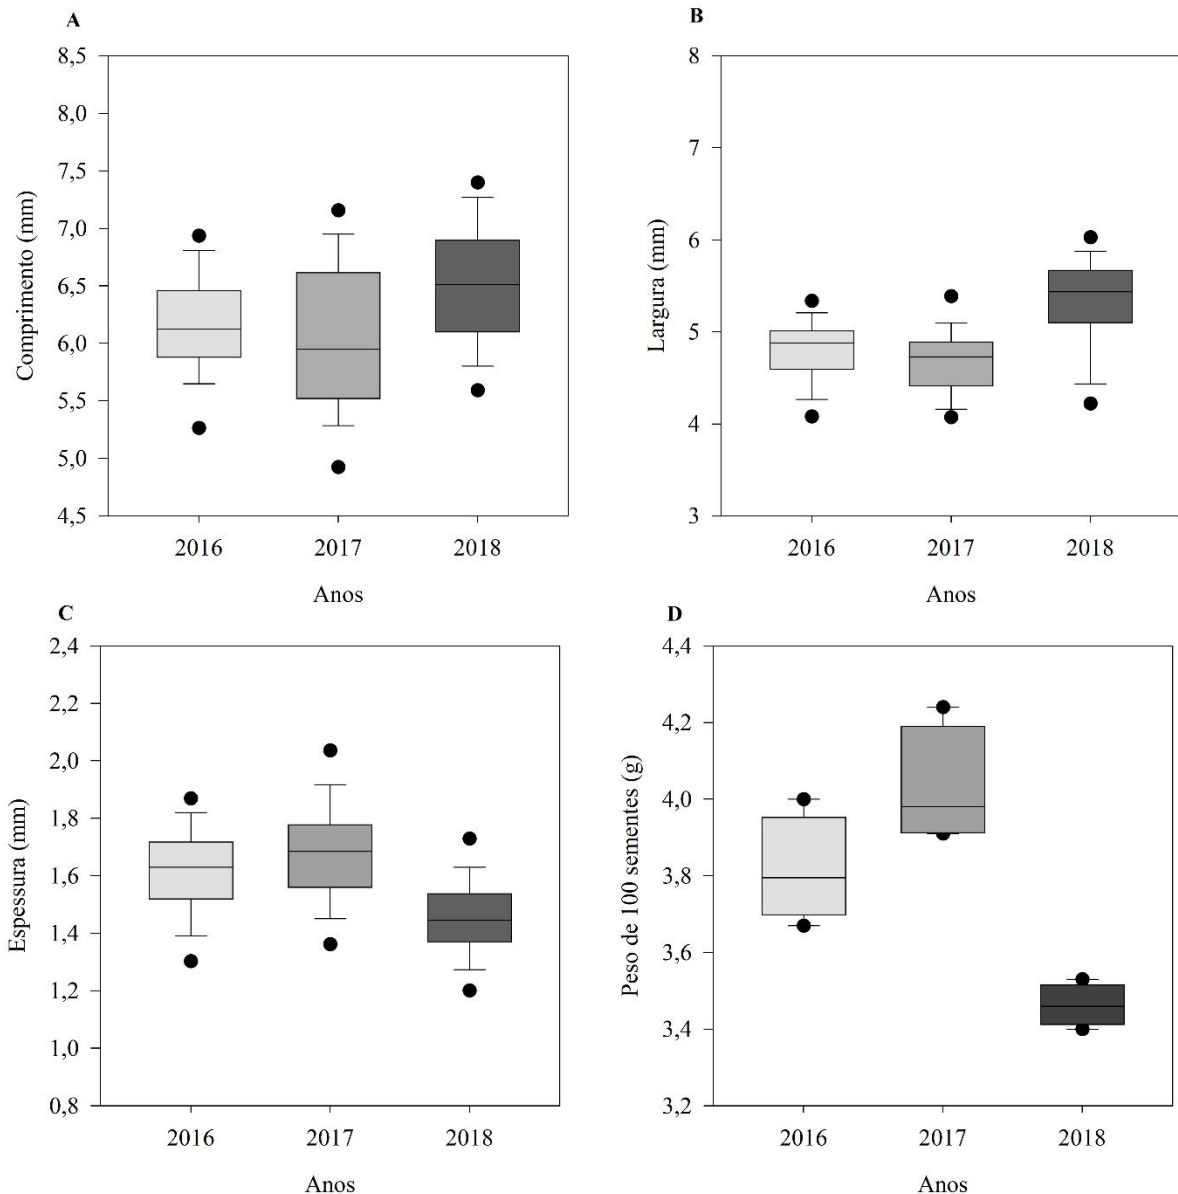 A
Comprimento (mm)
8,5
8,0
7,5
7,0
6,5
6,0
5,5
5,0
4,5
2016 2017 2018
Anos
B
Largura (mm)
8
7
6
5
4
3
2016 2017 2018
Anos
C
Espessura (mm)
2,4
2,2
2,0
1,8
1,6
1,4
1,2
1,0
0,8
2016 2017 2018
Anos
D
Peso de 100 sementes (g)
4,4
4,2
4,0
3,8
3,6
3,4
3,2
2016 2017 2018
Anos